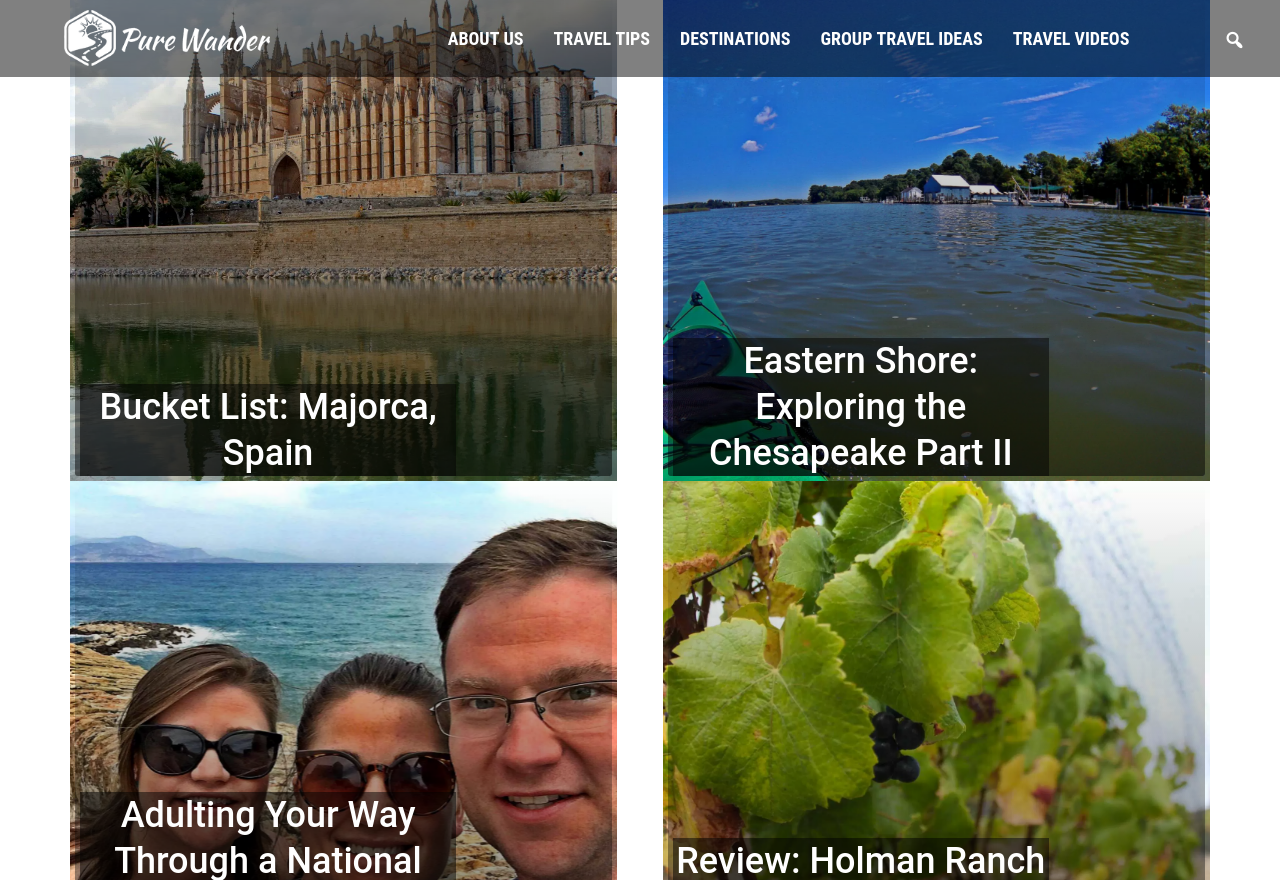 Pure Wander
ABOUT US
TRAVEL TIPS
DESTINATIONS
GROUP TRAVEL IDEAS
TRAVEL VIDEOS
Bucket List: Majorca,
Spain
Eastern Shore:
Exploring the
Chesapeake Part II
Adulting Your Way
Through a National
Review: Holman Ranch